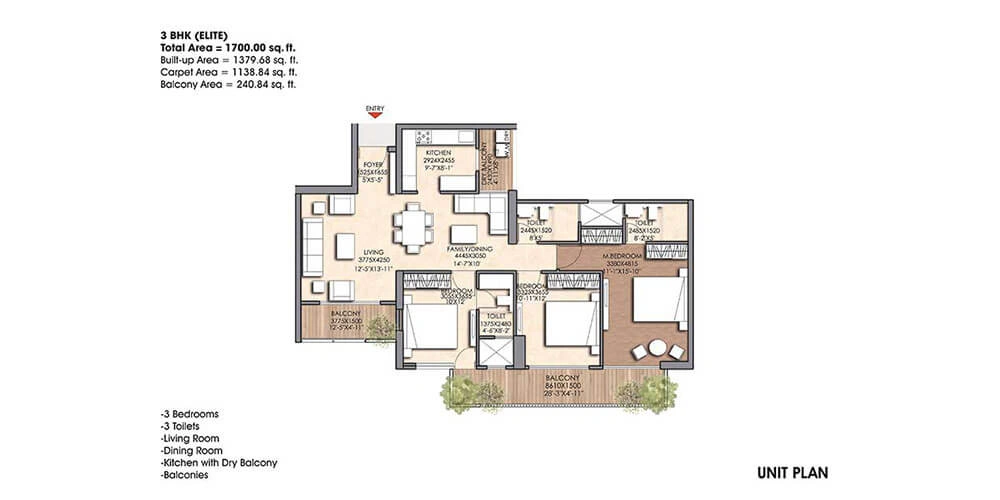 3 BHK (ELITE)
Total Area = 1700.00 sq. ft.
Built-up Area = 1379.68 sq. ft.
Carpet Area = 1138.84 sq. ft.
Balcony Area = 240.84 sq. ft.
ENTRY
KITCHEN
2924X2455
9'-7"X8'-1"
DRY BALCONY
4'-11"X8'
FOYER
1525X1655
5'X5'-5"
TOILET
2445X1520
8'X5'
TOILET
2485X1520
8'-2"X5'
LIVING
3775X4250
12'-5"X13'-11"
FAMILY/DINING
4445X3050
14'-7"X10'
M.BEDROOM
3380X4815
11'-1"X15'-10"
BEDROOM
3055X3655
10'X12'
BEDROOM
3325X3655
10'-11"X12'
TOILET
1375X2480
4'-6"X8'-2"
BALCONY
3775X1500
12'-5"X4'-11"
BALCONY
8610X1500
28'-3"X4'-11"
-3 Bedrooms
-3 Toilets
-Living Room
-Dining Room
-Kitchen with Dry Balcony
-Balconies
UNIT PLAN